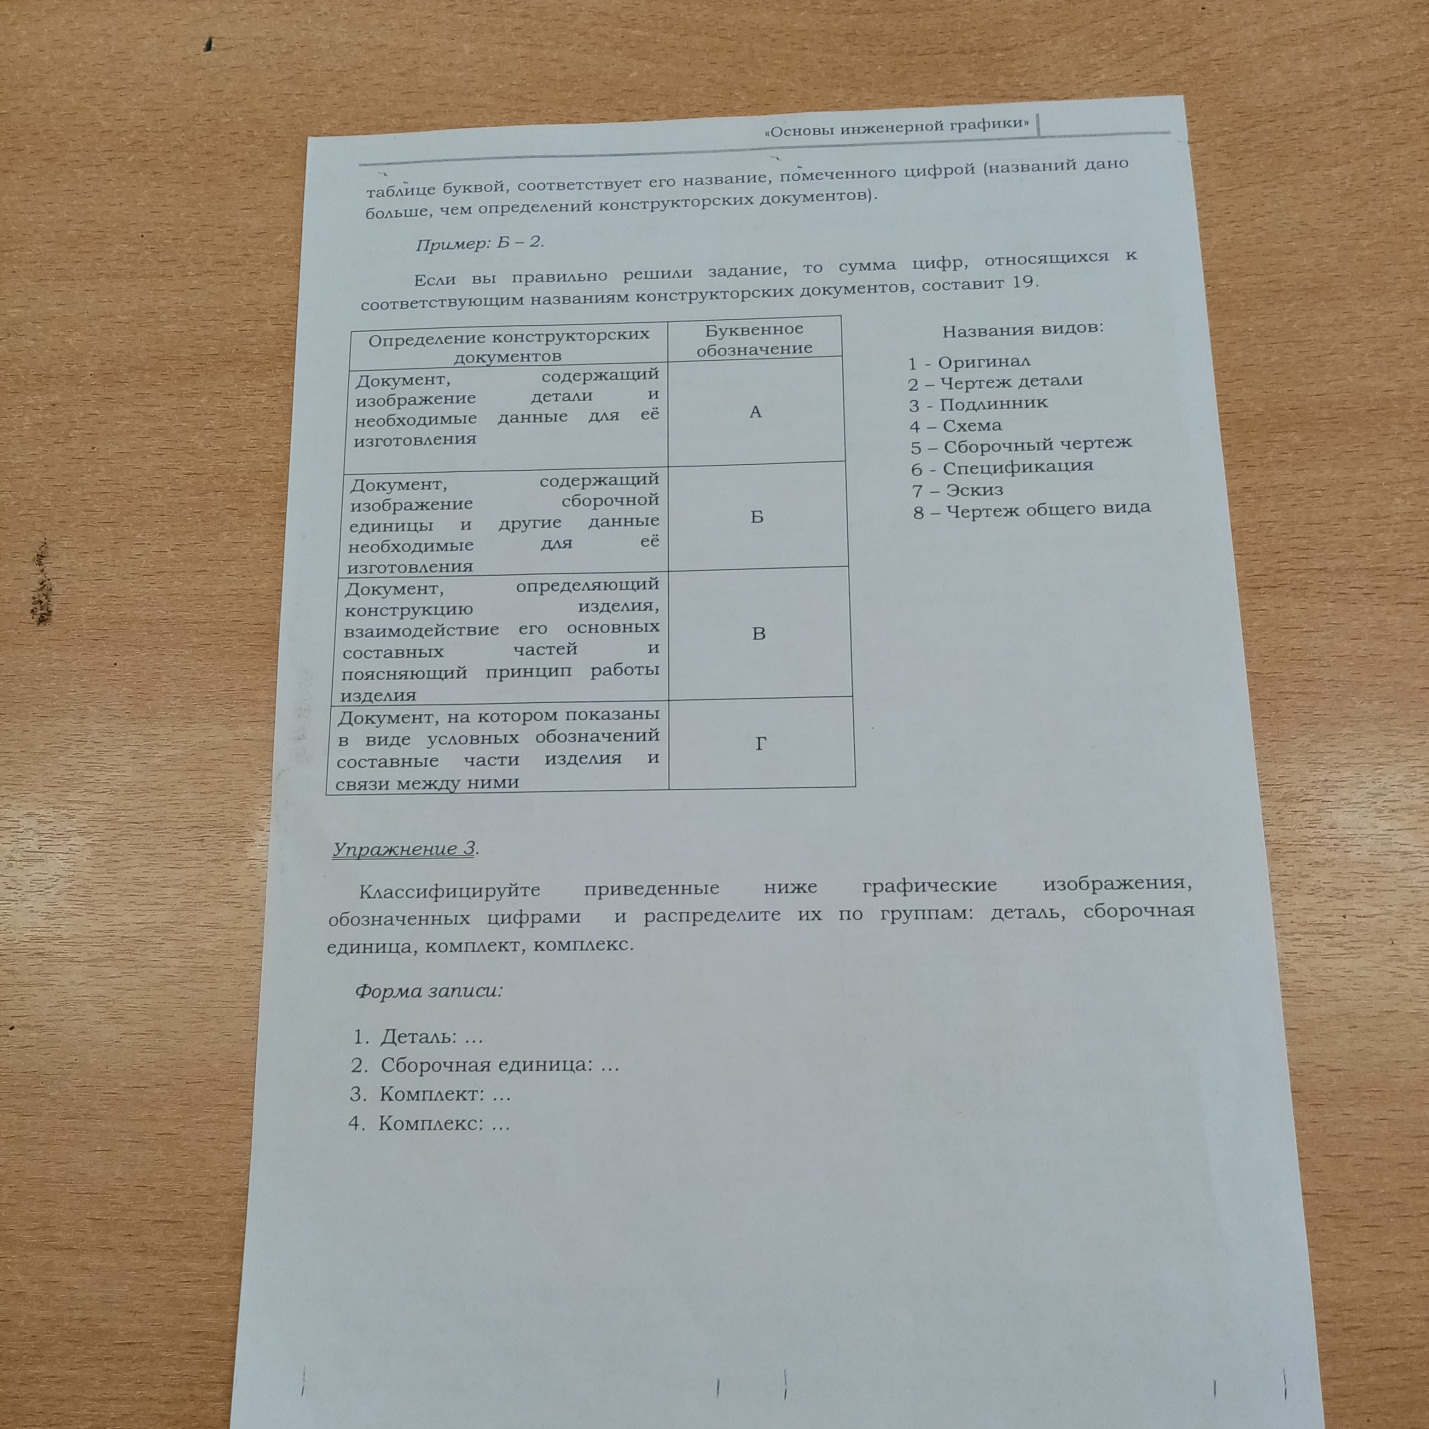 «Основы инженерной графики»
таблице буквой, соответствует его название, помеченного цифрой (названий дано
больше, чем определений конструкторских документов).
Пример: Б – 2.
Если вы правильно решили задание, то сумма цифр, относящихся к
соответствующим названиям конструкторских документов, составит 19.
Определение конструкторских
документов
Буквенное
обозначение
Документ, содержащий
изображение детали и
необходимые данные для её
изготовления
А
Документ, содержащий
изображение сборочной
единицы и другие данные
необходимые для её
изготовления
Б
Документ, определяющий
конструкцию изделия,
взаимодействие его основных
составных частей и
поясняющий принцип работы
изделия
В
Документ, на котором показаны
в виде условных обозначений
составные части изделия и
связи между ними
Г
Названия видов:
1 - Оригинал
2 – Чертеж детали
3 - Подлинник
4 – Схема
5 – Сборочный чертеж
6 - Спецификация
7 – Эскиз
8 – Чертеж общего вида
Упражнение 3.
Классифицируйте приведенные ниже графические изображения,
обозначенных цифрами и распределите их по группам: деталь, сборочная
единица, комплект, комплекс.
Форма записи:
1. Деталь: ...
2. Сборочная единица: ...
3. Комплект: ...
4. Комплекс: ...